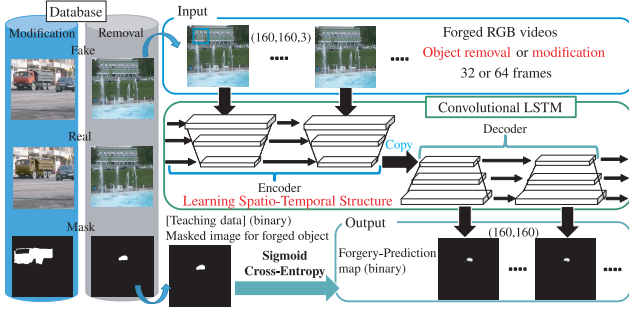 Database
Modification
Removal
Fake
Real
Mask
Input
(160,160,3)
Forged RGB videos
Object removal or modification
32 or 64 frames
Convolutional LSTM
Copy
Decoder
Encoder
Learning Spatio-Temporal Structure
[Teaching data] (binary)
Masked image for forged object
Sigmoid
Cross-Entropy
Output
(160,160)
Forgery-Prediction
map (binary)